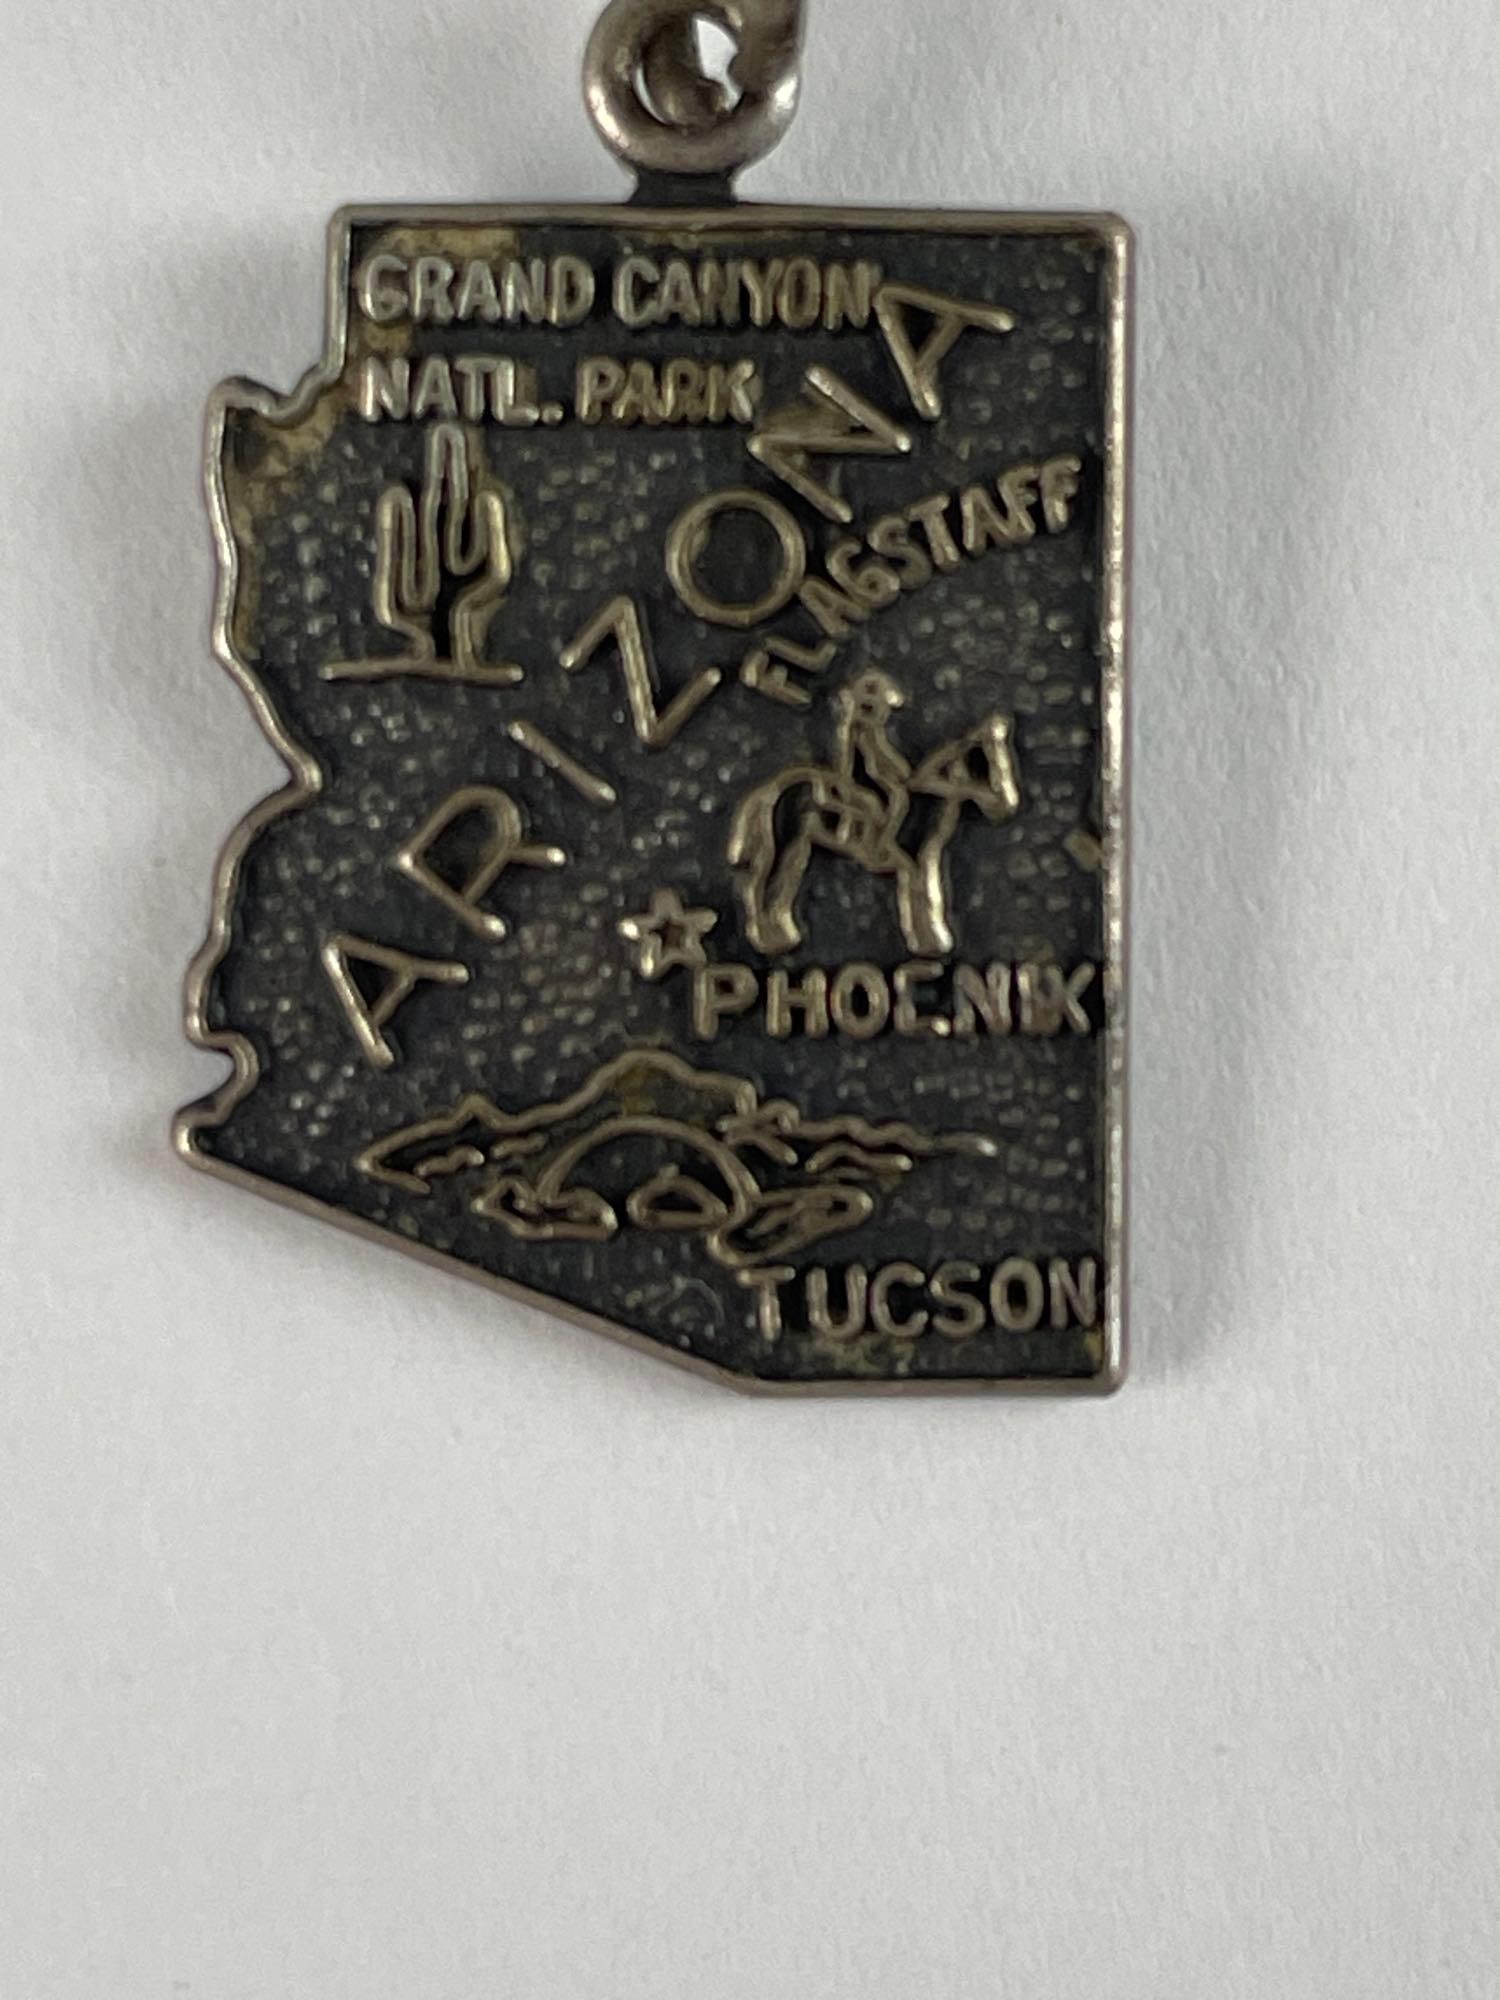 GRAND CANYON
NATL. PARK
ARIZONA
FLAGSTAFF
PHOENIX
TUCSON